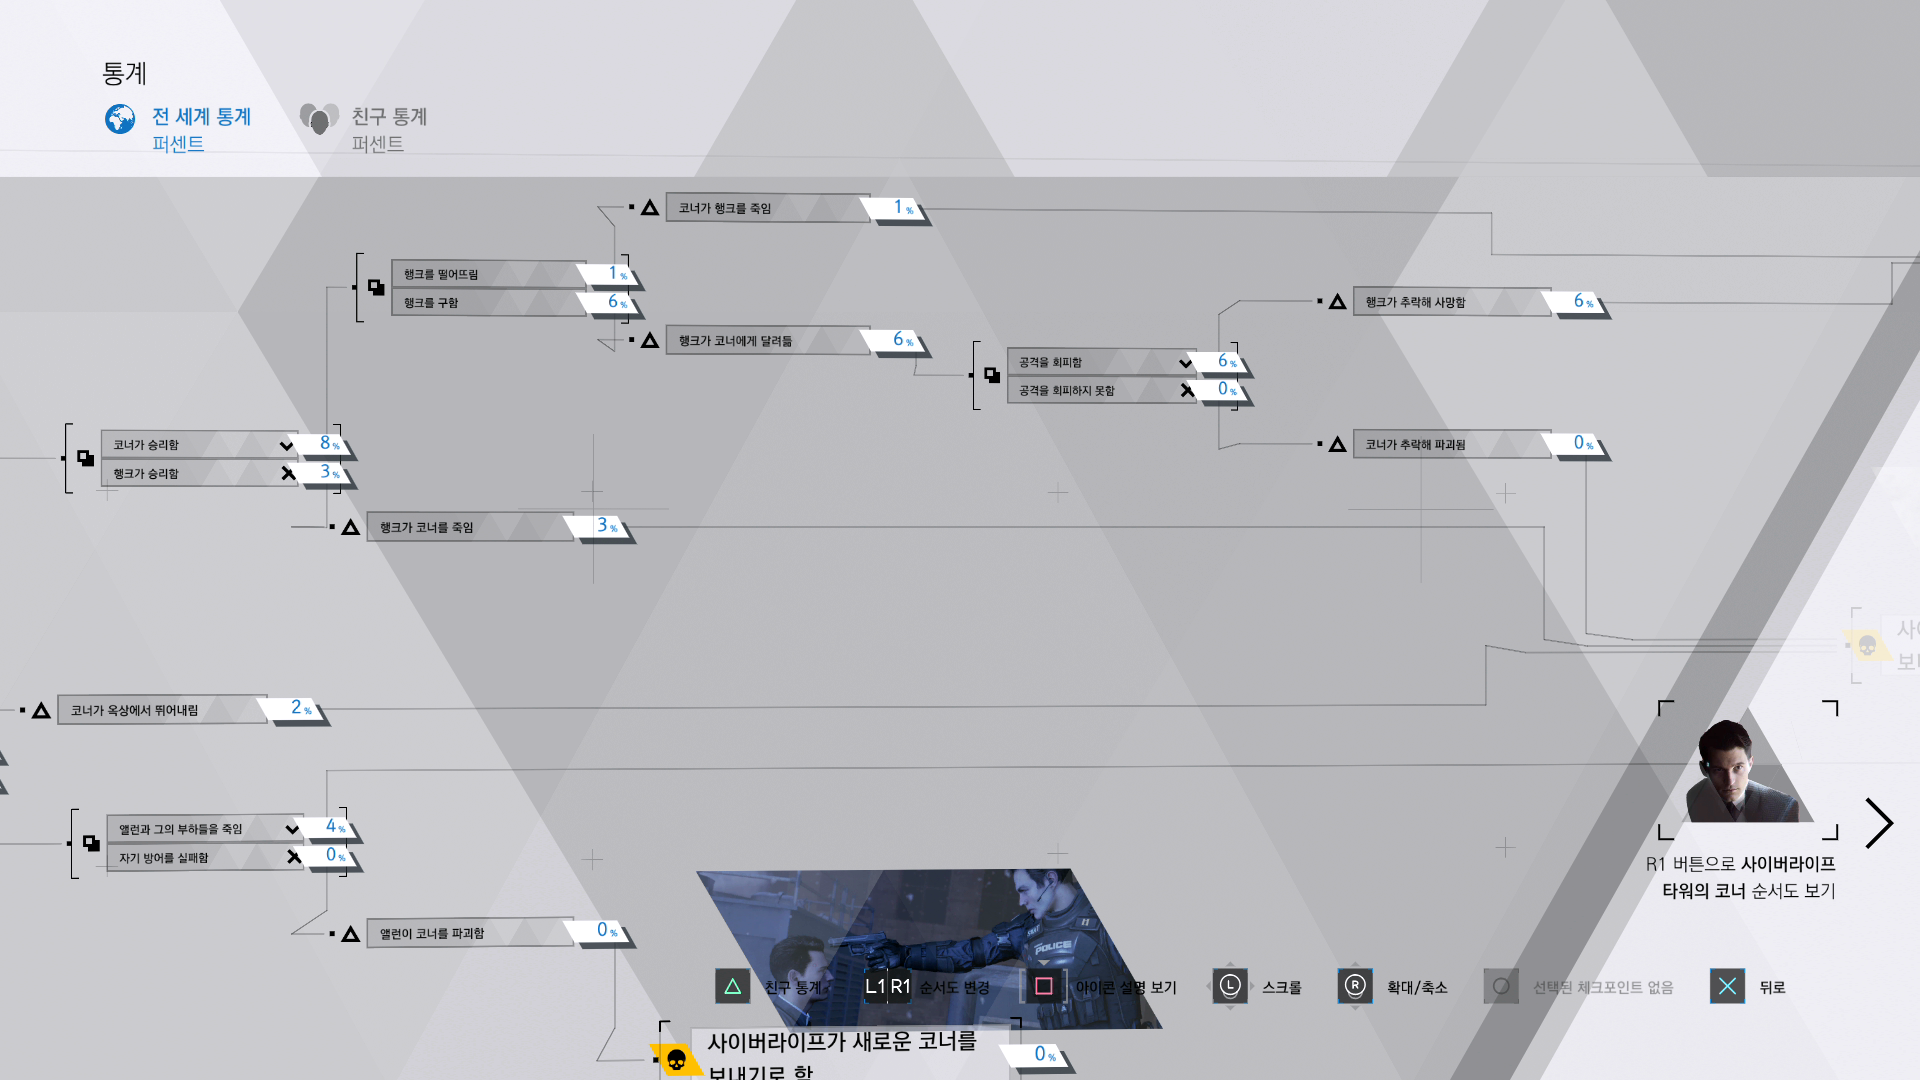 통계
전 세계 통계
퍼센트
친구 통계
퍼센트
코너가 행크를 죽임 1%
행크를 떨어뜨림 1%
행크를 구함 6%
행크가 추락해 사망함 6%
행크가 코너에게 달려듦 6%
공격을 회피함 6%
공격을 회피하지 못함 0%
코너가 승리함 8%
행크가 승리함 3%
코너가 추락해 파괴됨 0%
행크가 코너를 죽임 3%
사이
보내
코너가 옥상에서 뛰어내림 2%
앨런과 그의 부하들을 죽임 4%
자기 방어를 실패함 0%
R1 버튼으로 사이버라이프
타워의 코너 순서도 보기
앨런이 코너를 파괴함 0%
SWAT
POLICE
친구 통계
L1 R1 순서도 변경
아이콘 설명 보기
L 스크롤
R 확대/축소
선택된 체크포인트 없음
뒤로
사이버라이프가 새로운 코너를
보내기로 함
0%